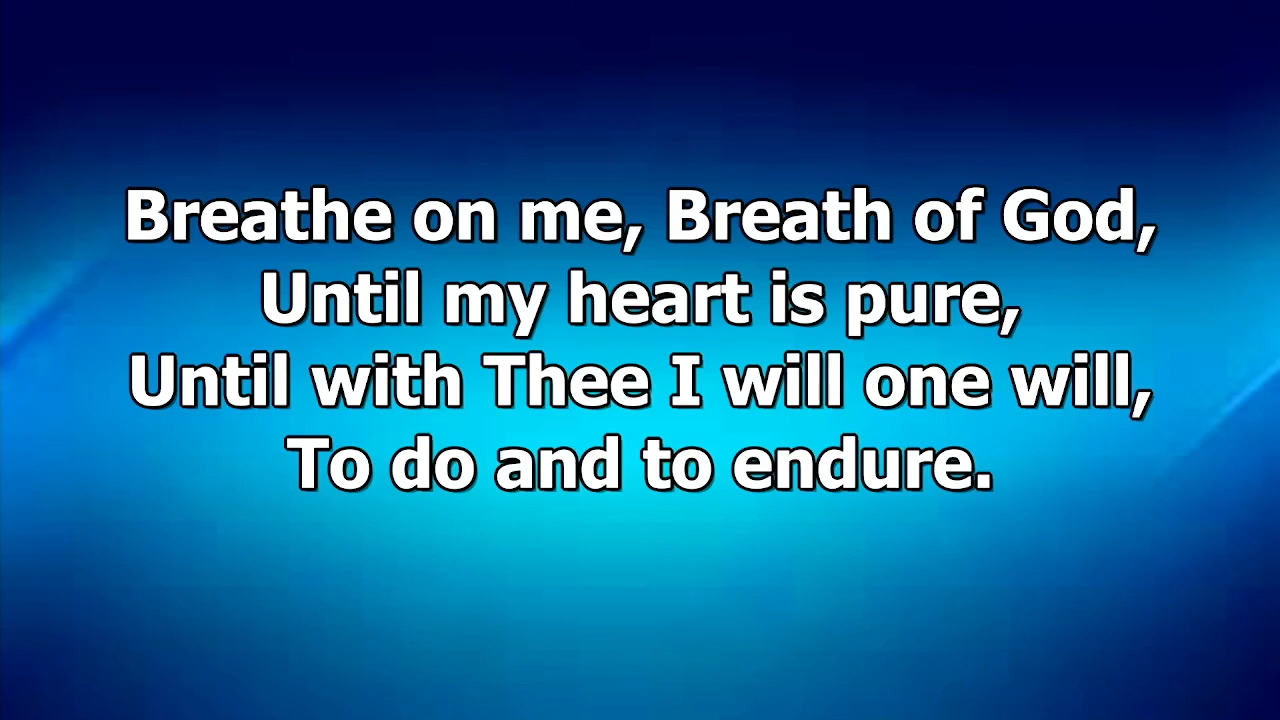 Breathe on me, Breath of God,
Until my heart is pure,
Until with Thee I will one will,
To do and to endure.